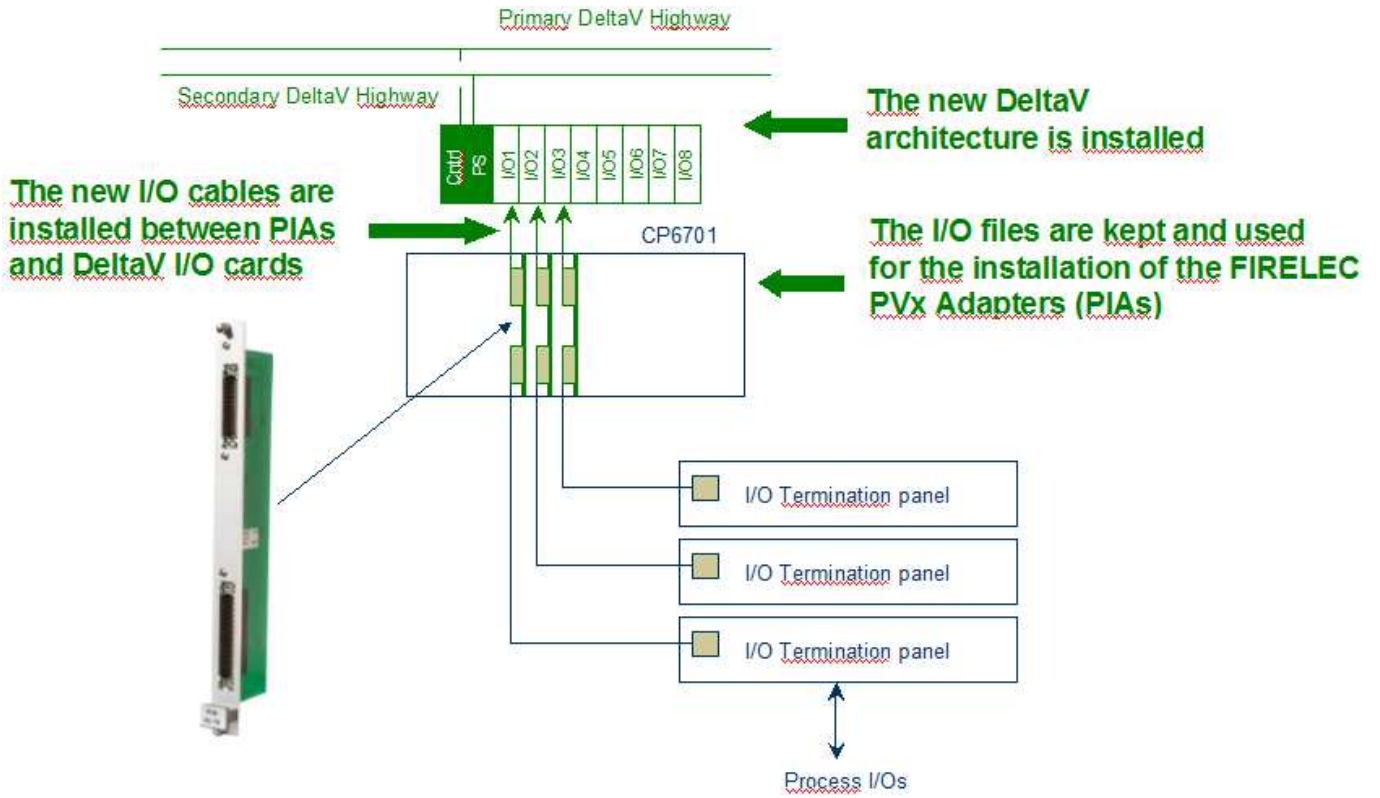 Primary DeltaV Highway
Secondary DeltaV Highway
The new DeltaV
architecture is installed
Cntrl
PS
I/O1
I/O2
I/O3
I/O4
I/O5
I/O6
I/O7
I/O8
The new I/O cables are
installed between PIAs
and DeltaV I/O cards
CP6701
The I/O files are kept and used
for the installation of the FIRELEC
PVx Adapters (PIAs)
I/O Termination panel
I/O Termination panel
I/O Termination panel
Process I/Os